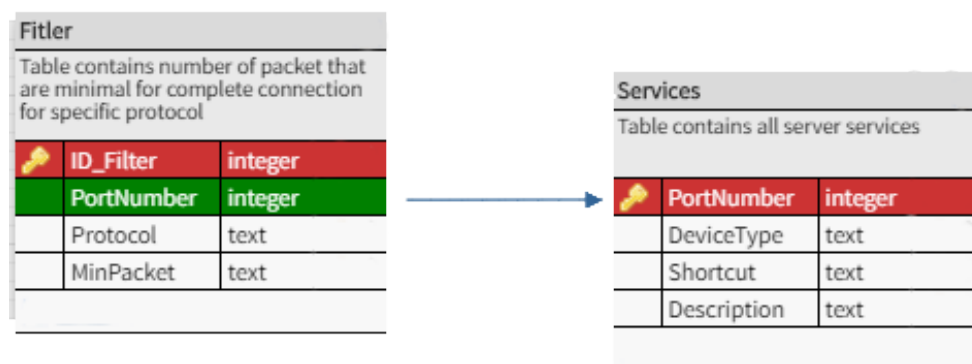 Fitler
Table contains number of packet that
are minimal for complete connection
for specific protocol
ID_Filter integer
PortNumber integer
Protocol text
MinPacket text
Services
Table contains all server services
PortNumber integer
DeviceType text
Shortcut text
Description text